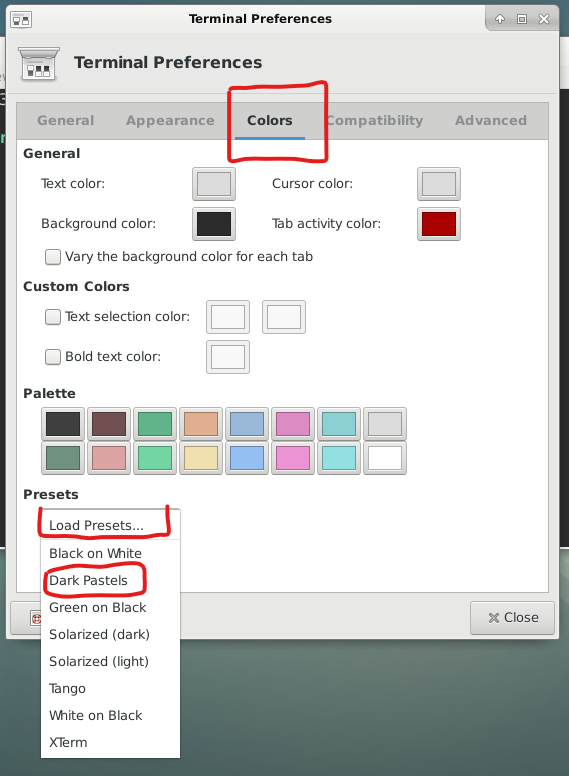 Terminal Preferences
Terminal Preferences
General Appearance Colors Compatibility Advanced
General
Text color: Cursor color:
Background color: Tab activity color:
Vary the background color for each tab
Custom Colors
Text selection color:
Bold text color:
Palette
Presets
Load Presets...
Black on White
Dark Pastels
Green on Black
Close
Solarized (dark)
Solarized (light)
Tango
White on Black
XTerm